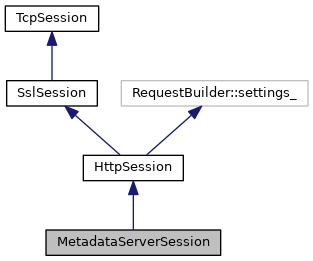 TcpSession
SslSession
RequestBuilder::settings_
HttpSession
MetadataServerSession